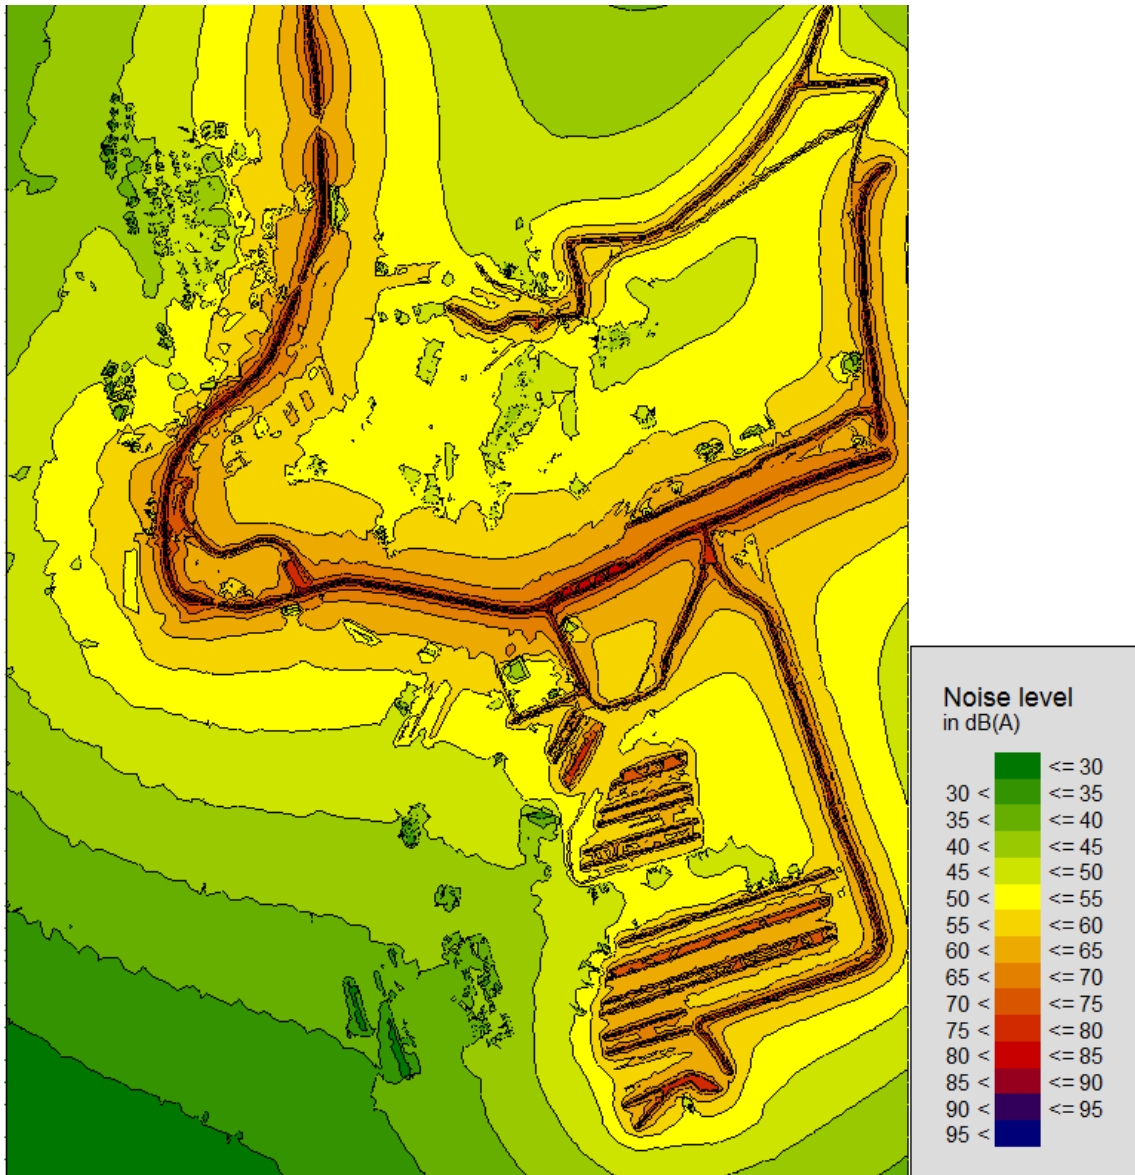 Noise level
in dB(A)
<= 30
30 < <= 35
35 < <= 40
40 < <= 45
45 < <= 50
50 < <= 55
55 < <= 60
60 < <= 65
65 < <= 70
70 < <= 75
75 < <= 80
80 < <= 85
85 < <= 90
90 < <= 95
95 <